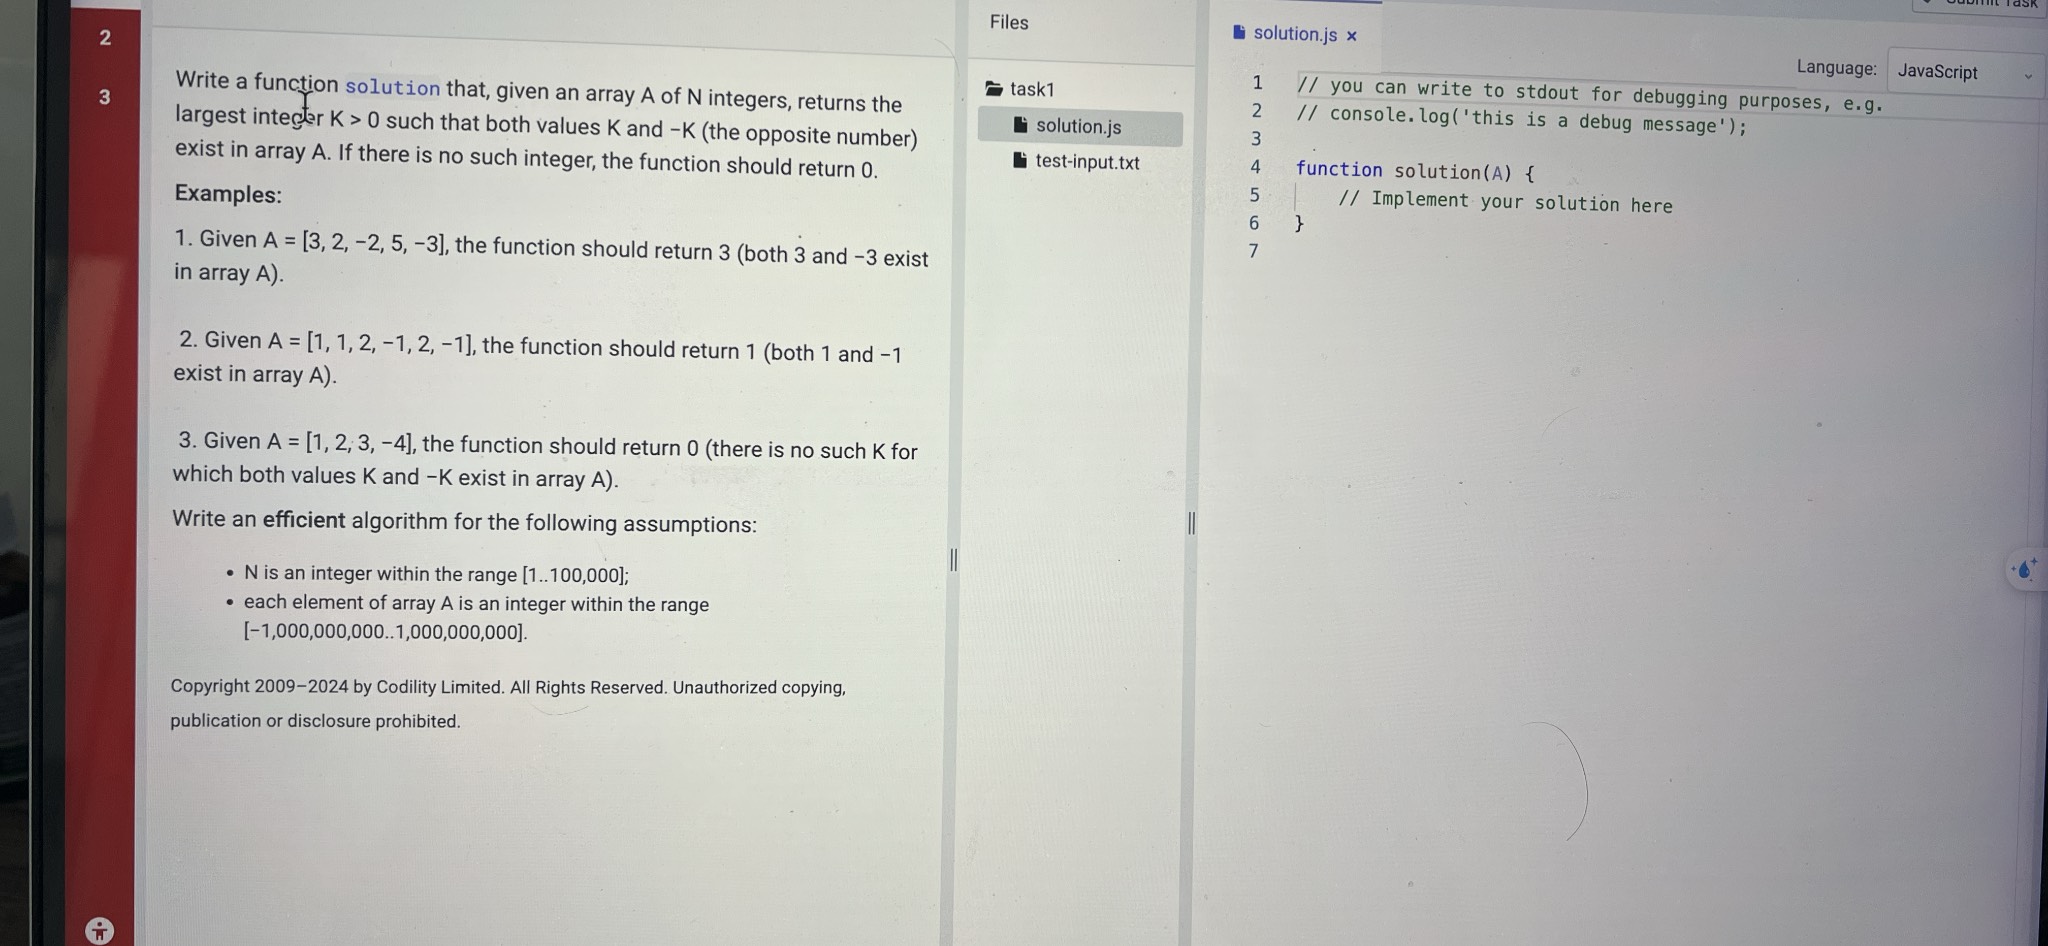 2
3
Write a function solution that, given an array A of N integers, returns the
largest integer K > 0 such that both values K and −K (the opposite number)
exist in array A. If there is no such integer, the function should return 0.
Examples:
1. Given A = [3, 2, −2, 5, −3], the function should return 3 (both 3 and −3 exist
in array A).
2. Given A = [1, 1, 2, −1, 2, −1], the function should return 1 (both 1 and −1
exist in array A).
3. Given A = [1, 2, 3, −4], the function should return 0 (there is no such K for
which both values K and −K exist in array A).
Write an efficient algorithm for the following assumptions:
• N is an integer within the range [1..100,000];
• each element of array A is an integer within the range
[−1,000,000,000..1,000,000,000].
Copyright 2009–2024 by Codility Limited. All Rights Reserved. Unauthorized copying,
publication or disclosure prohibited.
Files
task1
solution.js
test-input.txt
Submit Task
solution.js ×
Language: JavaScript
1 // you can write to stdout for debugging purposes, e.g.
2 // console.log('this is a debug message');
3
4 function solution(A) {
5 // Implement your solution here
6 }
7